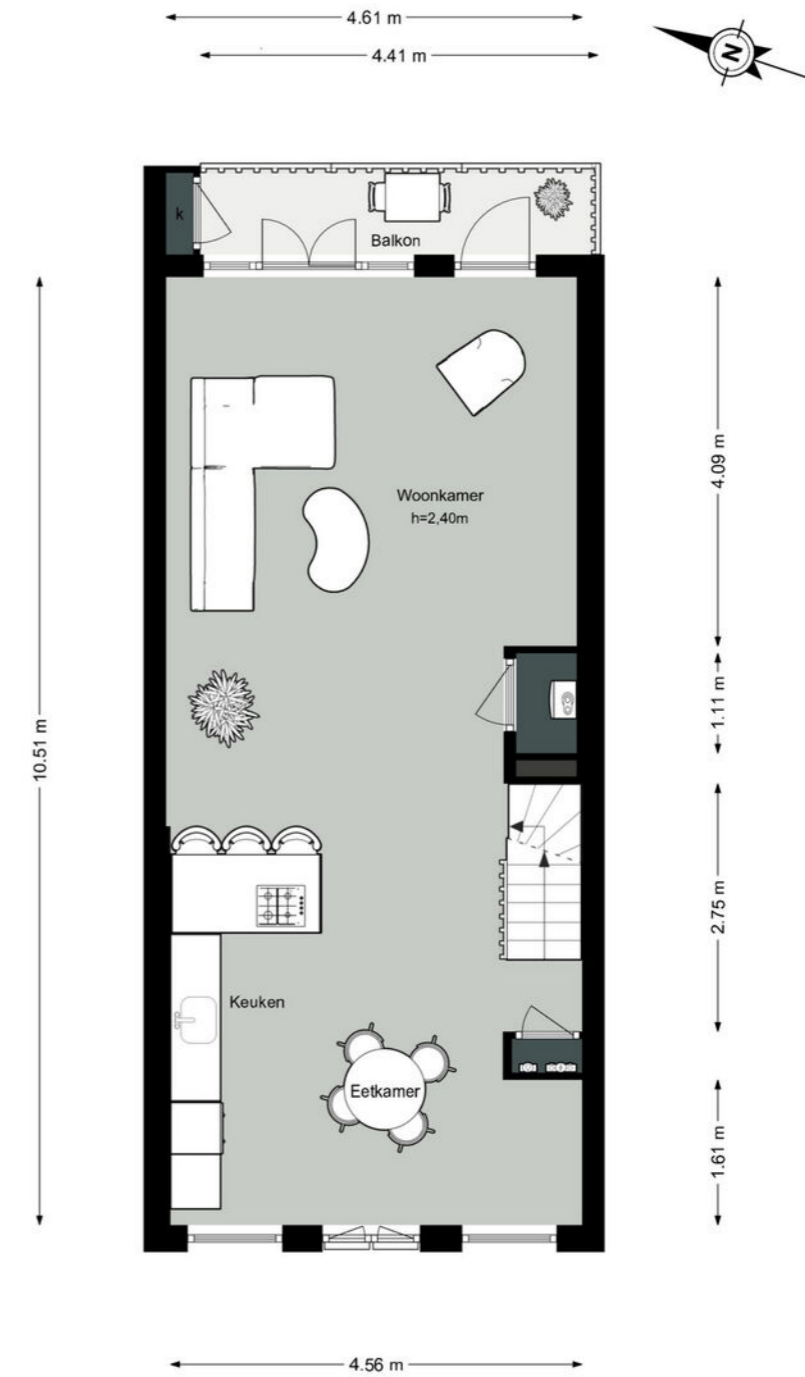 4.61 m
4.41 m
N
k
Balkon
Woonkamer
h=2,40m
4.09 m
1.11 m
10.51 m
2.75 m
Keuken
Eetkamer
1.61 m
4.56 m